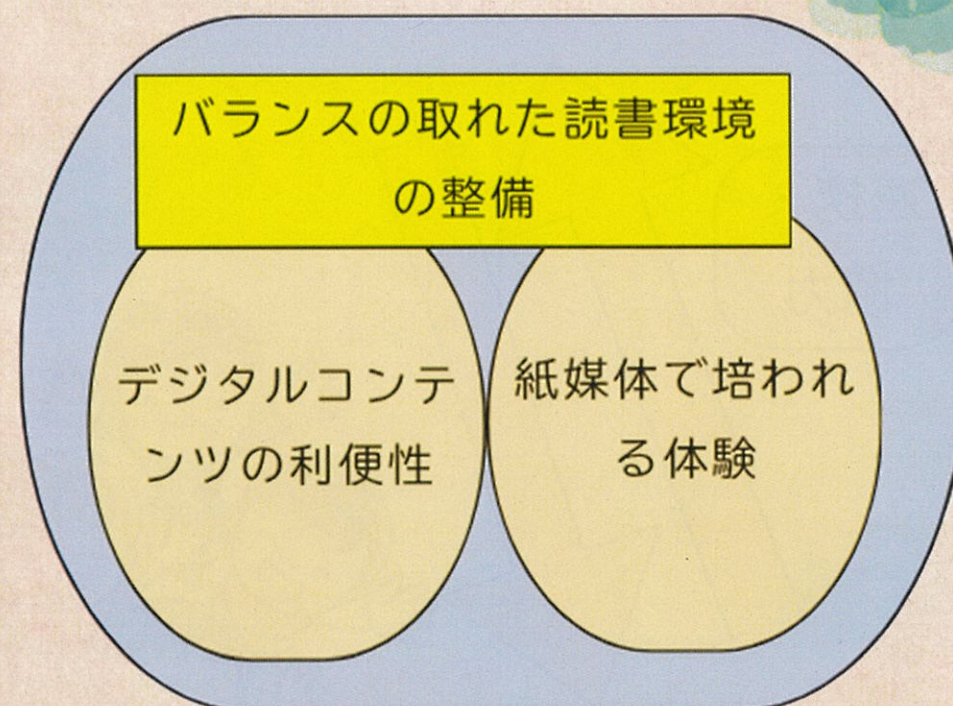 バランスの取れた読書環境
の整備
デジタルコンテ
ンツの利便性
紙媒体で培われ
る体験